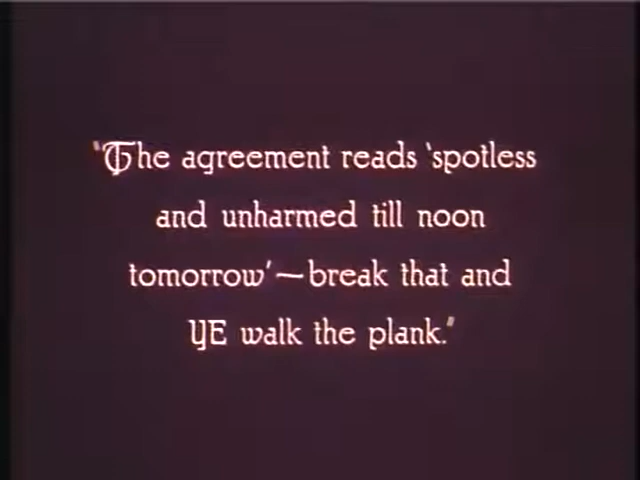 "The agreement reads 'spotless
and unharmed till noon
tomorrow'—break that and
YE walk the plank."